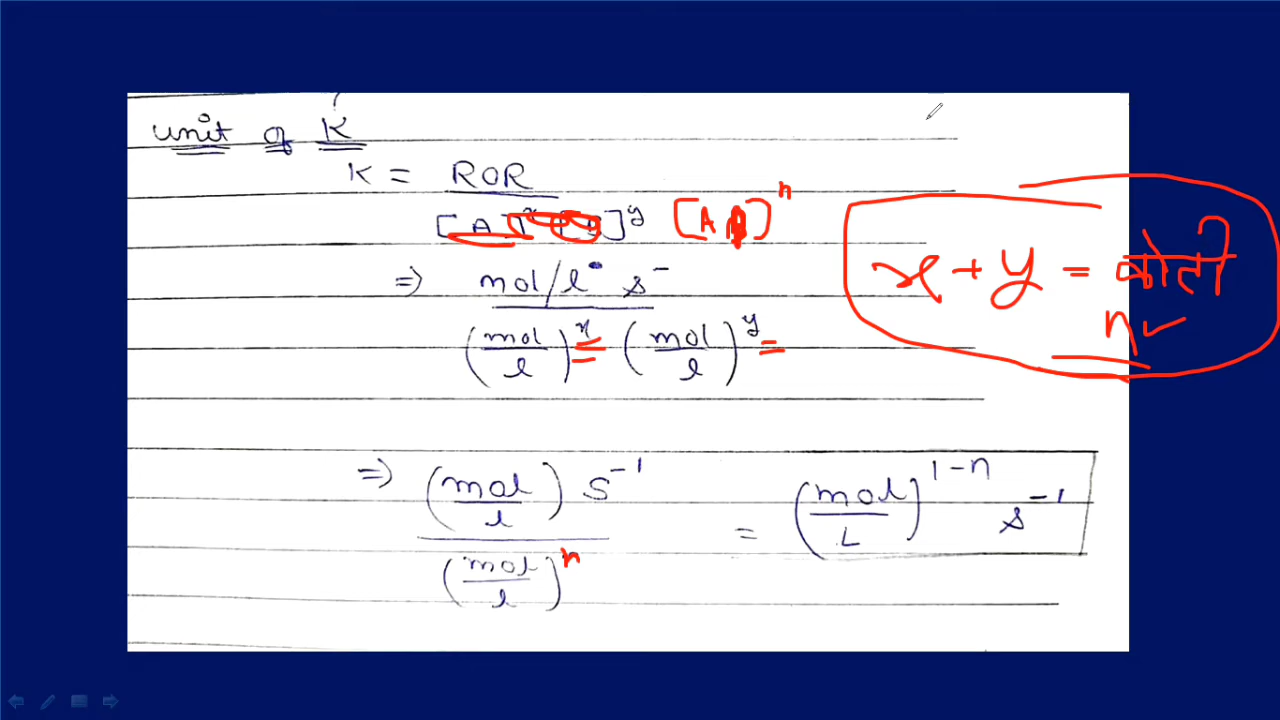 unit of K
K = ROR
[A]ˣ [B]ʸ [A]ⁿ
⇒ mol/l s⁻
(mol/l)ˣ (mol/l)ʸ
x + y = कोटी
n ✓
⇒ (mol/l) S⁻¹
(mol/l)ⁿ
= (mol/L)¹⁻ⁿ s⁻¹